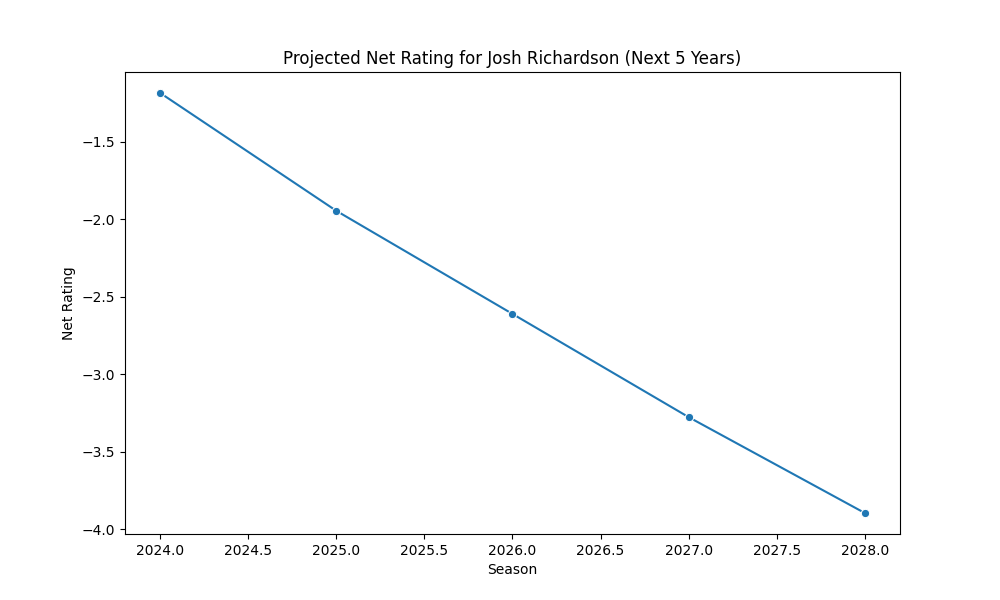 Projected Net Rating for Josh Richardson (Next 5 Years)
Net Rating
−1.5
−2.0
−2.5
−3.0
−3.5
−4.0
2024.0 2024.5 2025.0 2025.5 2026.0 2026.5 2027.0 2027.5 2028.0
Season